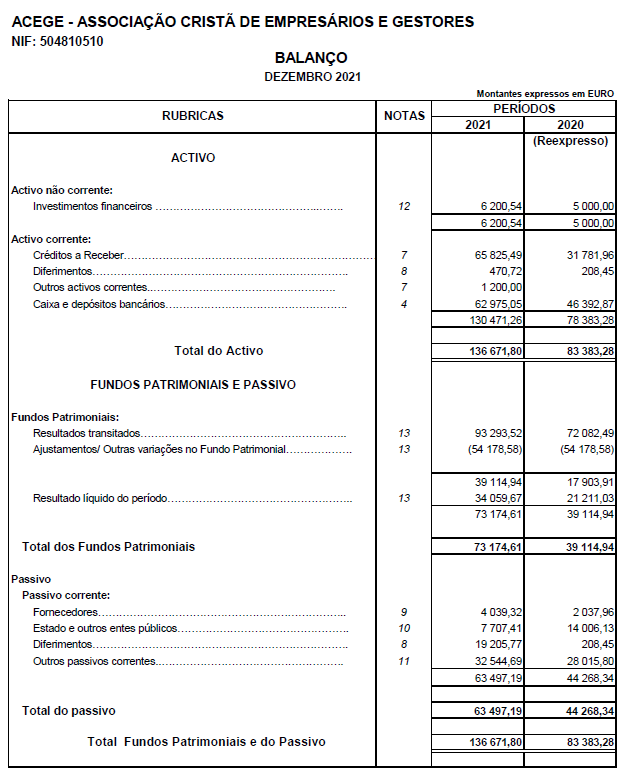 ACEGE - ASSOCIAÇÃO CRISTÃ DE EMPRESÁRIOS E GESTORES
NIF: 504810510
BALANÇO
DEZEMBRO 2021
Montantes expressos em EURO
RUBRICAS NOTAS PERÍODOS
2021 2020
(Reexpresso)
ACTIVO
Activo não corrente:
Investimentos financeiros …………………………………………… 12 6 200,54 5 000,00
6 200,54 5 000,00
Activo corrente:
Créditos a Receber…………………………………………………………… 7 65 825,49 31 781,96
Diferimentos……………………………………………………………… 8 470,72 208,45
Outros activos correntes……………………………………………… 7 1 200,00
Caixa e depósitos bancários…………………………………………… 4 62 975,05 46 392,87
130 471,26 78 383,28
Total do Activo 136 671,80 83 383,28
FUNDOS PATRIMONIAIS E PASSIVO
Fundos Patrimoniais:
Resultados transitados………………………………………………… 13 93 293,52 72 082,49
Ajustamentos/ Outras variações no Fundo Patrimonial……………… 13 (54 178,58) (54 178,58)
39 114,94 17 903,91
Resultado líquido do período…………………………………………… 13 34 059,67 21 211,03
73 174,61 39 114,94
Total dos Fundos Patrimoniais 73 174,61 39 114,94
Passivo
Passivo corrente:
Fornecedores…………………………………………………………… 9 4 039,32 2 037,96
Estado e outros entes públicos………………………………………… 10 7 707,41 14 006,13
Diferimentos……………………………………………………………… 8 19 205,77 208,45
Outros passivos correntes……………………………………………… 11 32 544,69 28 015,80
63 497,19 44 268,34
Total do passivo 63 497,19 44 268,34
Total Fundos Patrimoniais e do Passivo 136 671,80 83 383,28